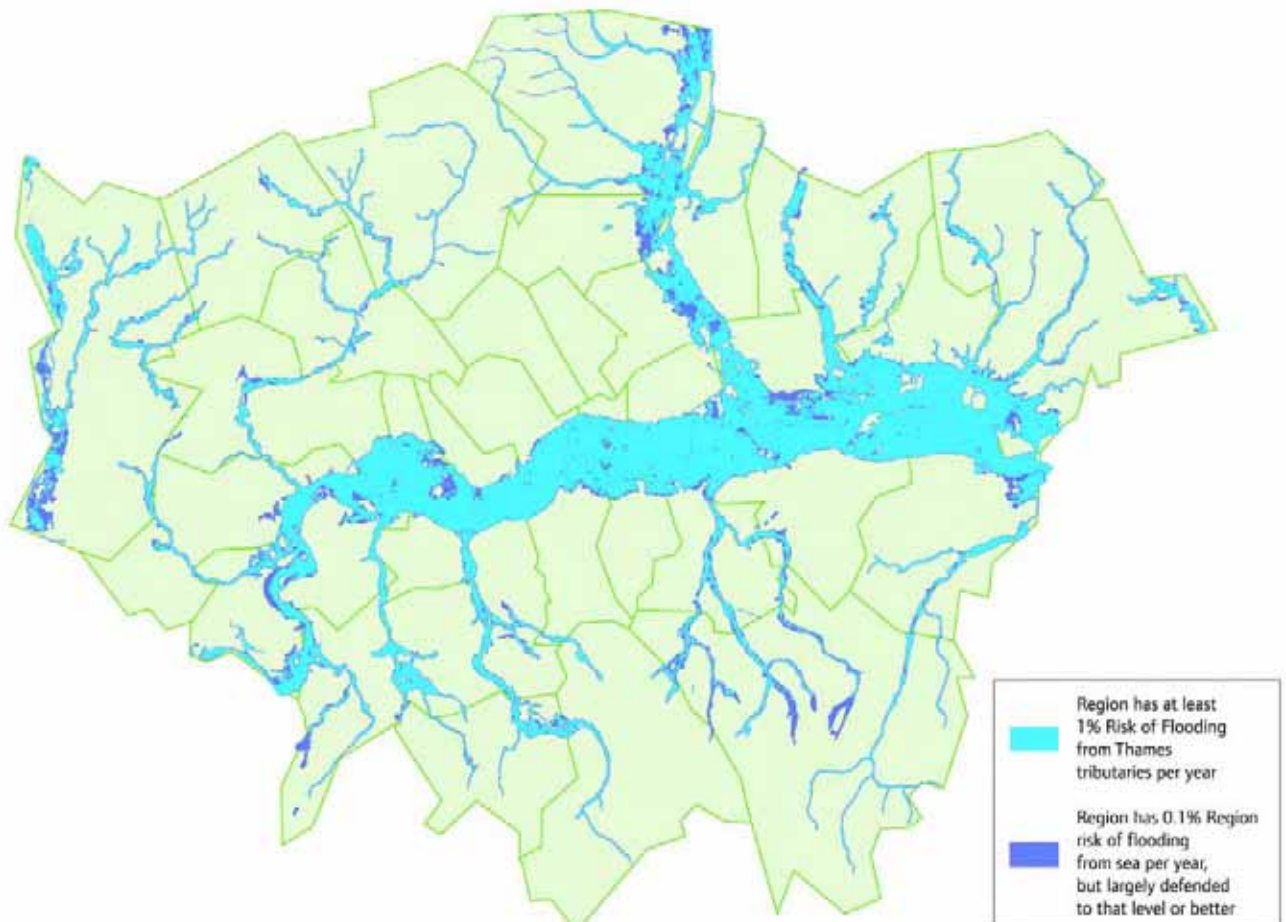 Region has at least
1% Risk of Flooding
from Thames
tributaries per year
Region has 0.1% Region
risk of flooding
from sea per year,
but largely defended
to that level or better